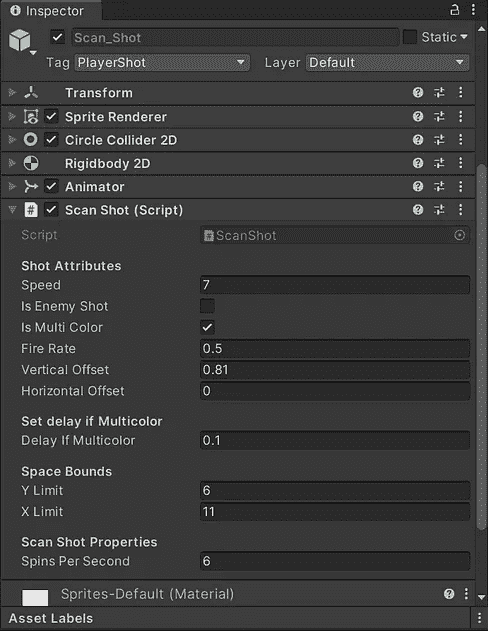 Inspector
Scan_Shot Static
Tag PlayerShot Layer Default
Transform
Sprite Renderer
Circle Collider 2D
Rigidbody 2D
Animator
Scan Shot (Script)
Script ScanShot
Shot Attributes
Speed 7
Is Enemy Shot
Is Multi Color
Fire Rate 0.5
Vertical Offset 0.81
Horizontal Offset 0
Set delay if Multicolor
Delay If Multicolor 0.1
Space Bounds
Y Limit 6
X Limit 11
Scan Shot Properties
Spins Per Second 6
Sprites-Default (Material)
Asset Labels